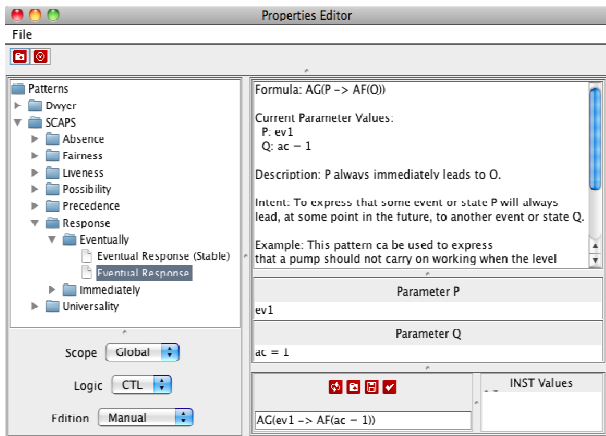 Properties Editor
File
Patterns
Dwyer
SCAPS
Absence
Fairness
Liveness
Possibility
Precedence
Response
Eventually
Eventual Response (Stable)
Eventual Response
Immediately
Universality
Scope Global
Logic CTL
Edition Manual
Formula: AG(P -> AF(Q))
Current Parameter Values:
P: ev1
Q: ac = 1
Description: P always immediately leads to Q.
Intent: To express that some event or state P will always
lead, at some point in the future, to another event or state Q.
Example: This pattern ca be used to express
that a pump should not carry on working when the level
Parameter P
ev1
Parameter Q
ac = 1
INST Values
AG(ev1 -> AF(ac = 1))